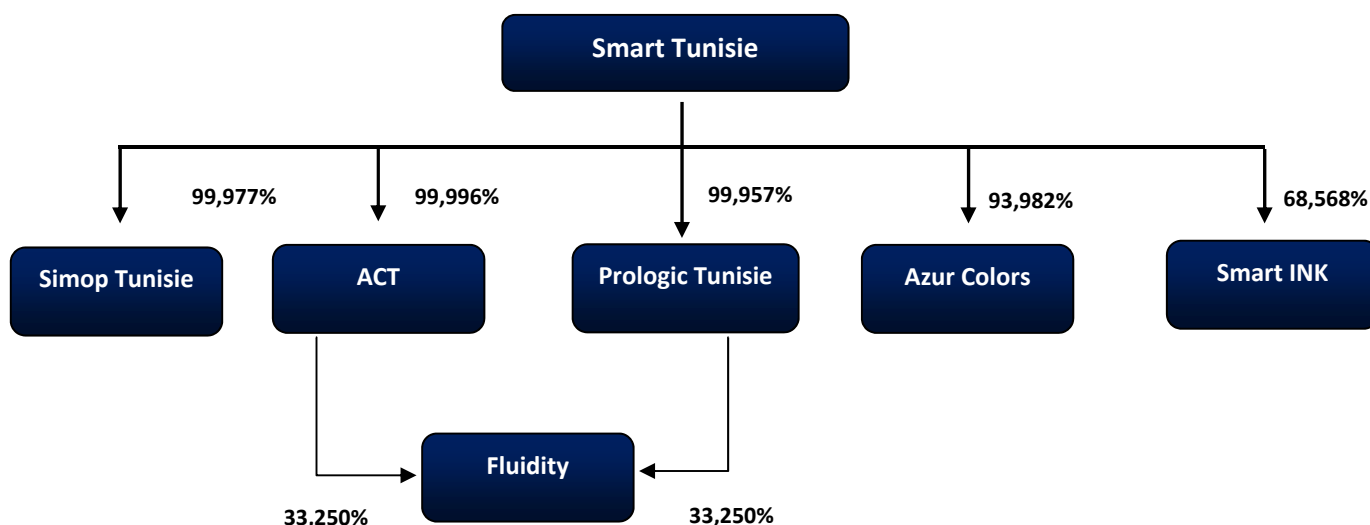 Smart Tunisie
99,977%
99,996%
99,957%
93,982%
68,568%
Simop Tunisie
ACT
Prologic Tunisie
Azur Colors
Smart INK
Fluidity
33,250%
33,250%